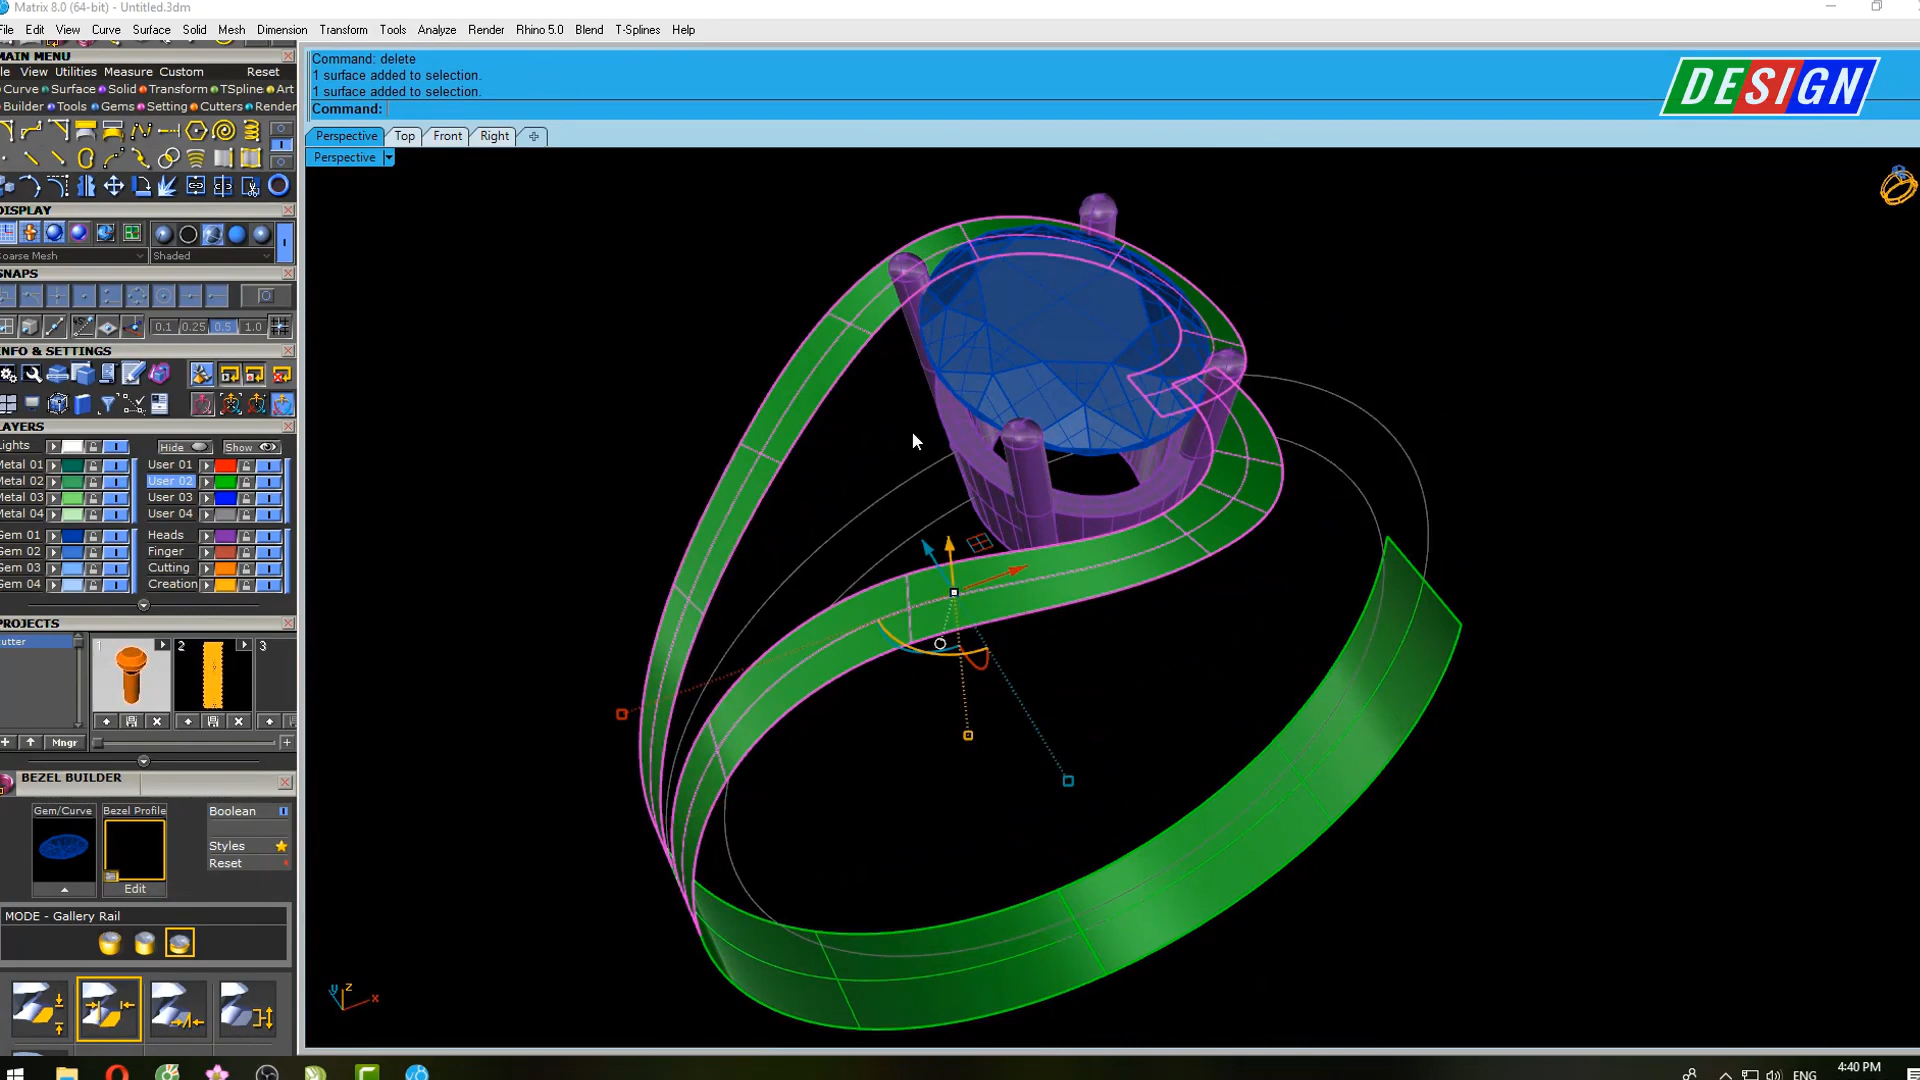 Matrix 8.0 (64-bit) - Untitled.3dm
File Edit View Curve Surface Solid Mesh Dimension Transform Tools Analyze Render Rhino 5.0 Blend T-Splines Help
MAIN MENU
le View Utilities Measure Custom Reset
Curve Surface Solid Transform TSpline Art
Builder Tools Gems Setting Cutters Render
Command: delete
1 surface added to selection.
1 surface added to selection.
Command:
DESIGN
Perspective Top Front Right
Perspective
DISPLAY
Coarse Mesh Shaded
SNAPS
0.1 0.25 0.5 1.0
INFO & SETTINGS
LAYERS
Lights Hide Show
Metal 01 User 01
Metal 02 User 02
Metal 03 User 03
Metal 04 User 04
Gem 01 Heads
Gem 02 Finger
Gem 03 Cutting
Gem 04 Creation
PROJECTS
utter 1 2 3
Mngr
BEZEL BUILDER
Gem/Curve Bezel Profile Boolean
Styles
Reset
Edit
MODE - Gallery Rail
y z x
ENG
4:40 PM